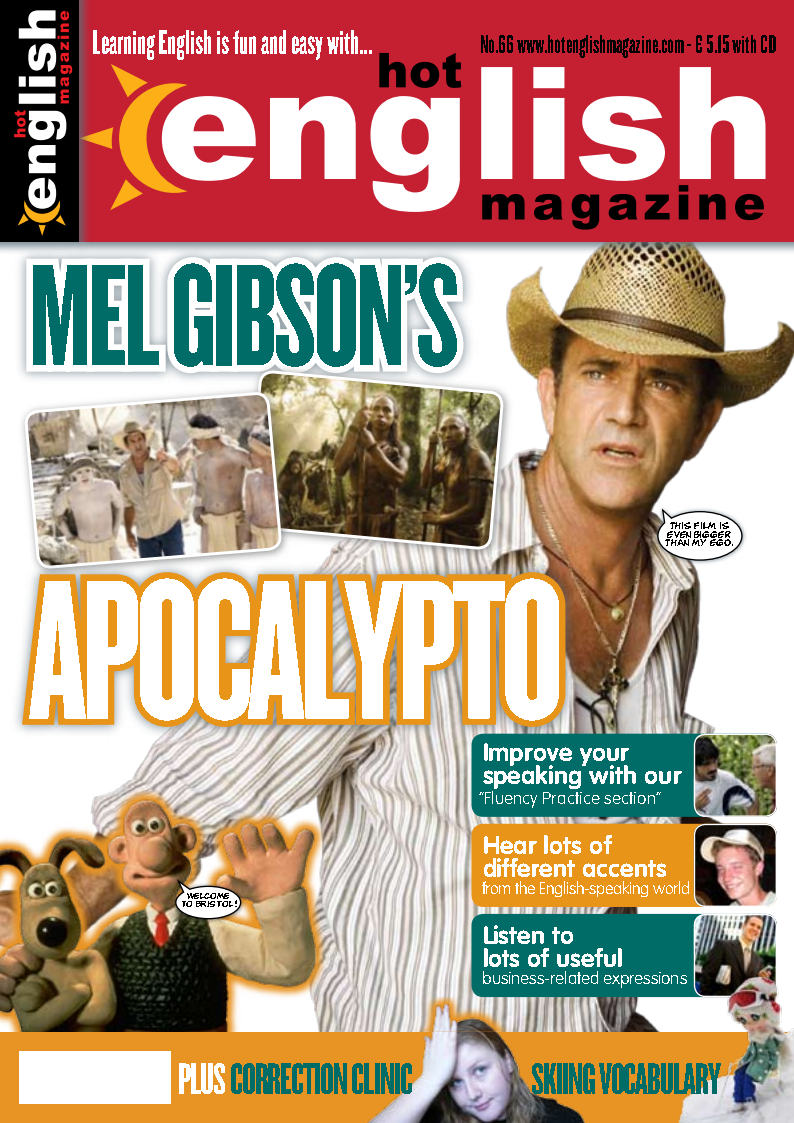 hot
english
magazine
Learning English is fun and easy with...
No.66 www.hotenglishmagazine.com - € 5.15 with CD
hot
english
magazine
MEL GIBSON'S
THIS FILM IS
EVEN BIGGER
THAN MY EGO.
APOCALYPTO
Improve your
speaking with our
"Fluency Practice section"
Hear lots of
different accents
from the English-speaking world
WELCOME
TO BRISTOL!
Listen to
lots of useful
business-related expressions
PLUS CORRECTION CLINIC
SKIING VOCABULARY